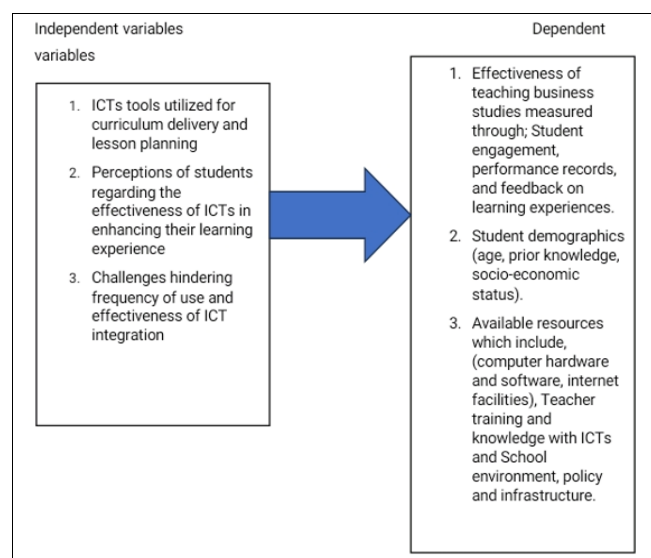 Independent variables Dependent
variables
1. ICTs tools utilized for
curriculum delivery and
lesson planning
2. Perceptions of students
regarding the
effectiveness of ICTs in
enhancing their learning
experience
3. Challenges hindering
frequency of use and
effectiveness of ICT
integration
1. Effectiveness of
teaching business
studies measured
through; Student
engagement,
performance records,
and feedback on
learning experiences.
2. Student demographics
(age, prior knowledge,
socio-economic
status).
3. Available resources
which include,
(computer hardware
and software, internet
facilities), Teacher
training and
knowledge with ICTs
and School
environment, policy
and infrastructure.